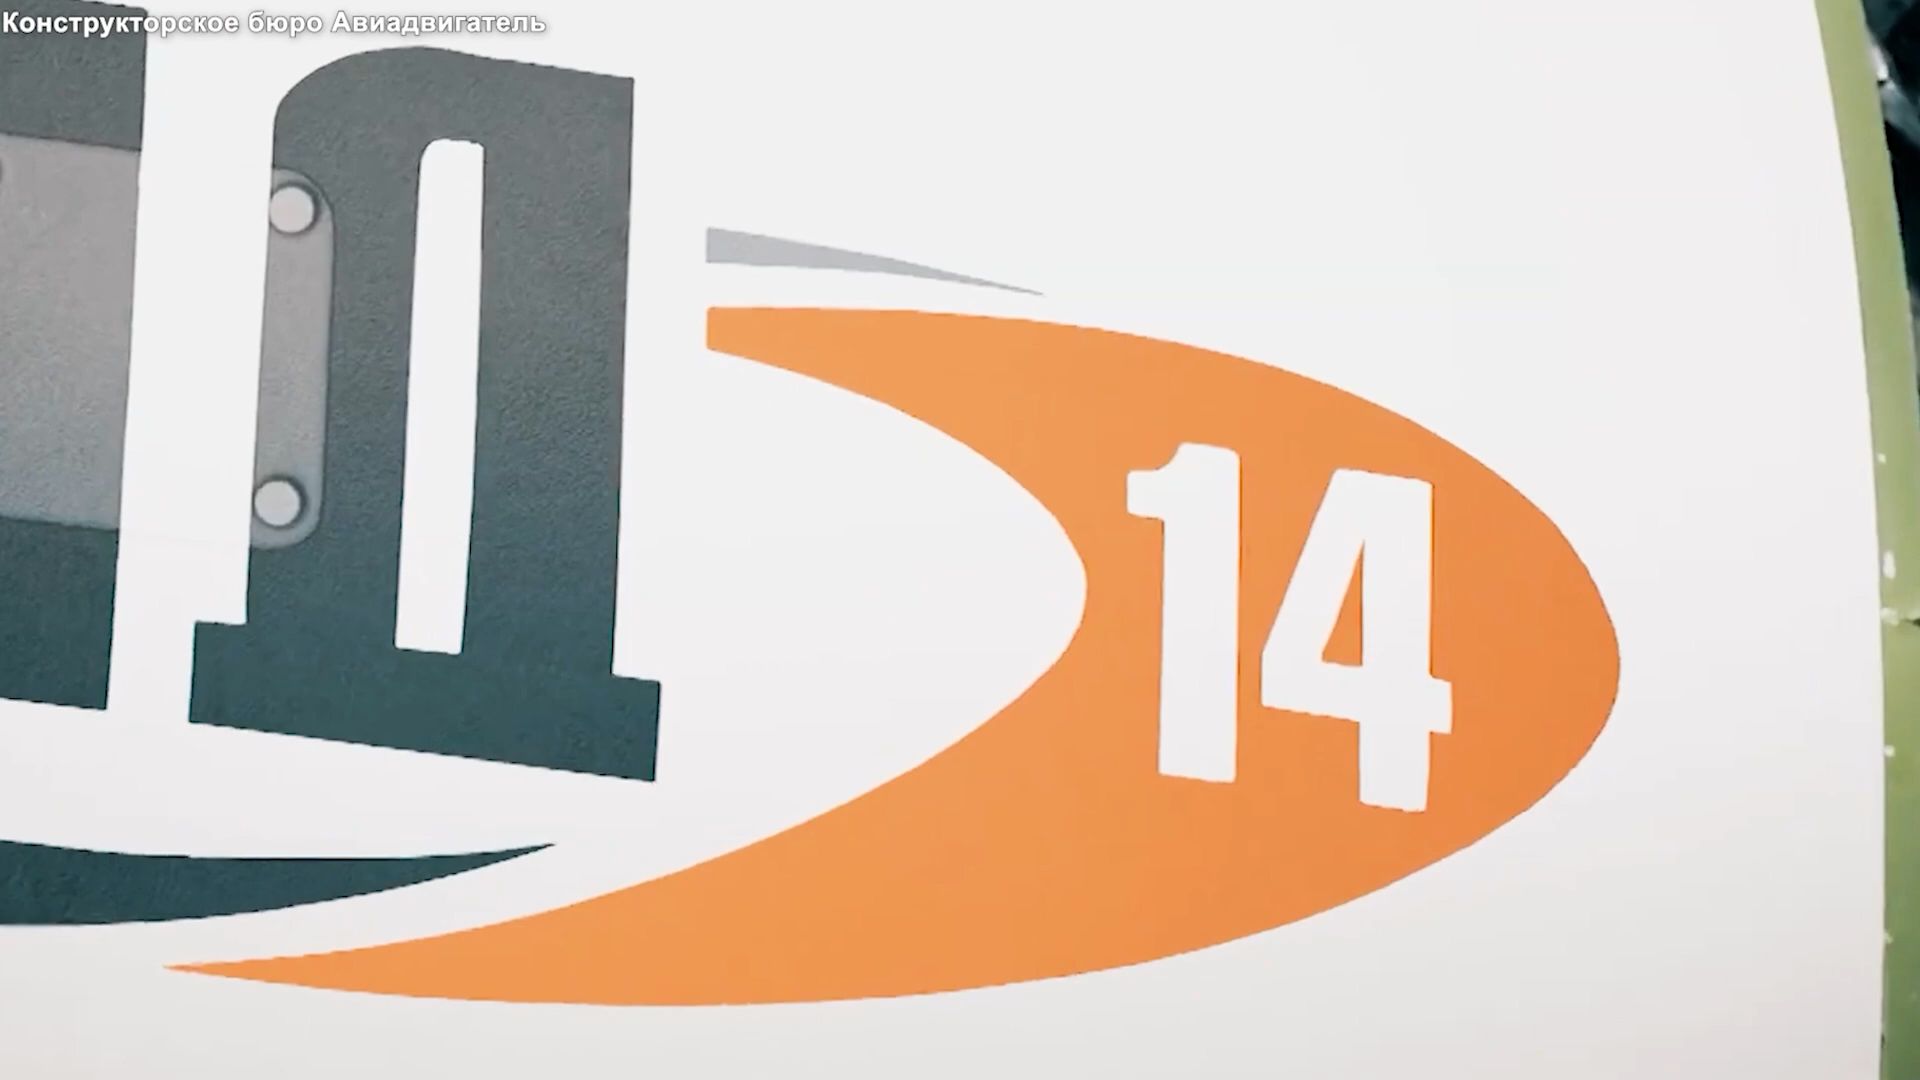 Конструкторское бюро Авиадвигатель
Д
14